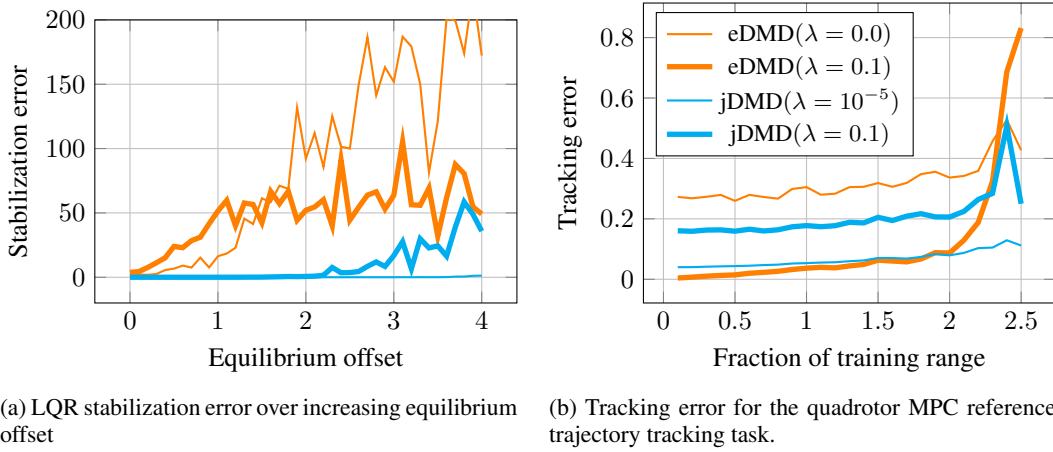 200
150
100
50
0
Stabilization error
0
1
2
3
4
Equilibrium offset
(a) LQR stabilization error over increasing equilibrium
offset
0.8
0.6
0.4
0.2
0
Tracking error
eDMD(λ = 0.0)
eDMD(λ = 0.1)
jDMD(λ = 10⁻⁵)
jDMD(λ = 0.1)
0
0.5
1
1.5
2
2.5
Fraction of training range
(b) Tracking error for the quadrotor MPC reference
trajectory tracking task.